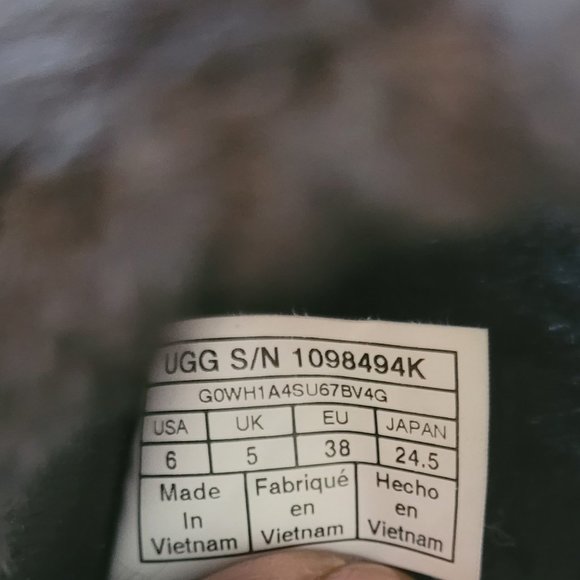 UGG S/N 1098494K
G0WH1A4SU67BV4G
USA UK EU JAPAN
6 5 38 24.5
Made In Vietnam
Fabriqué en Vietnam
Hecho en Vietnam